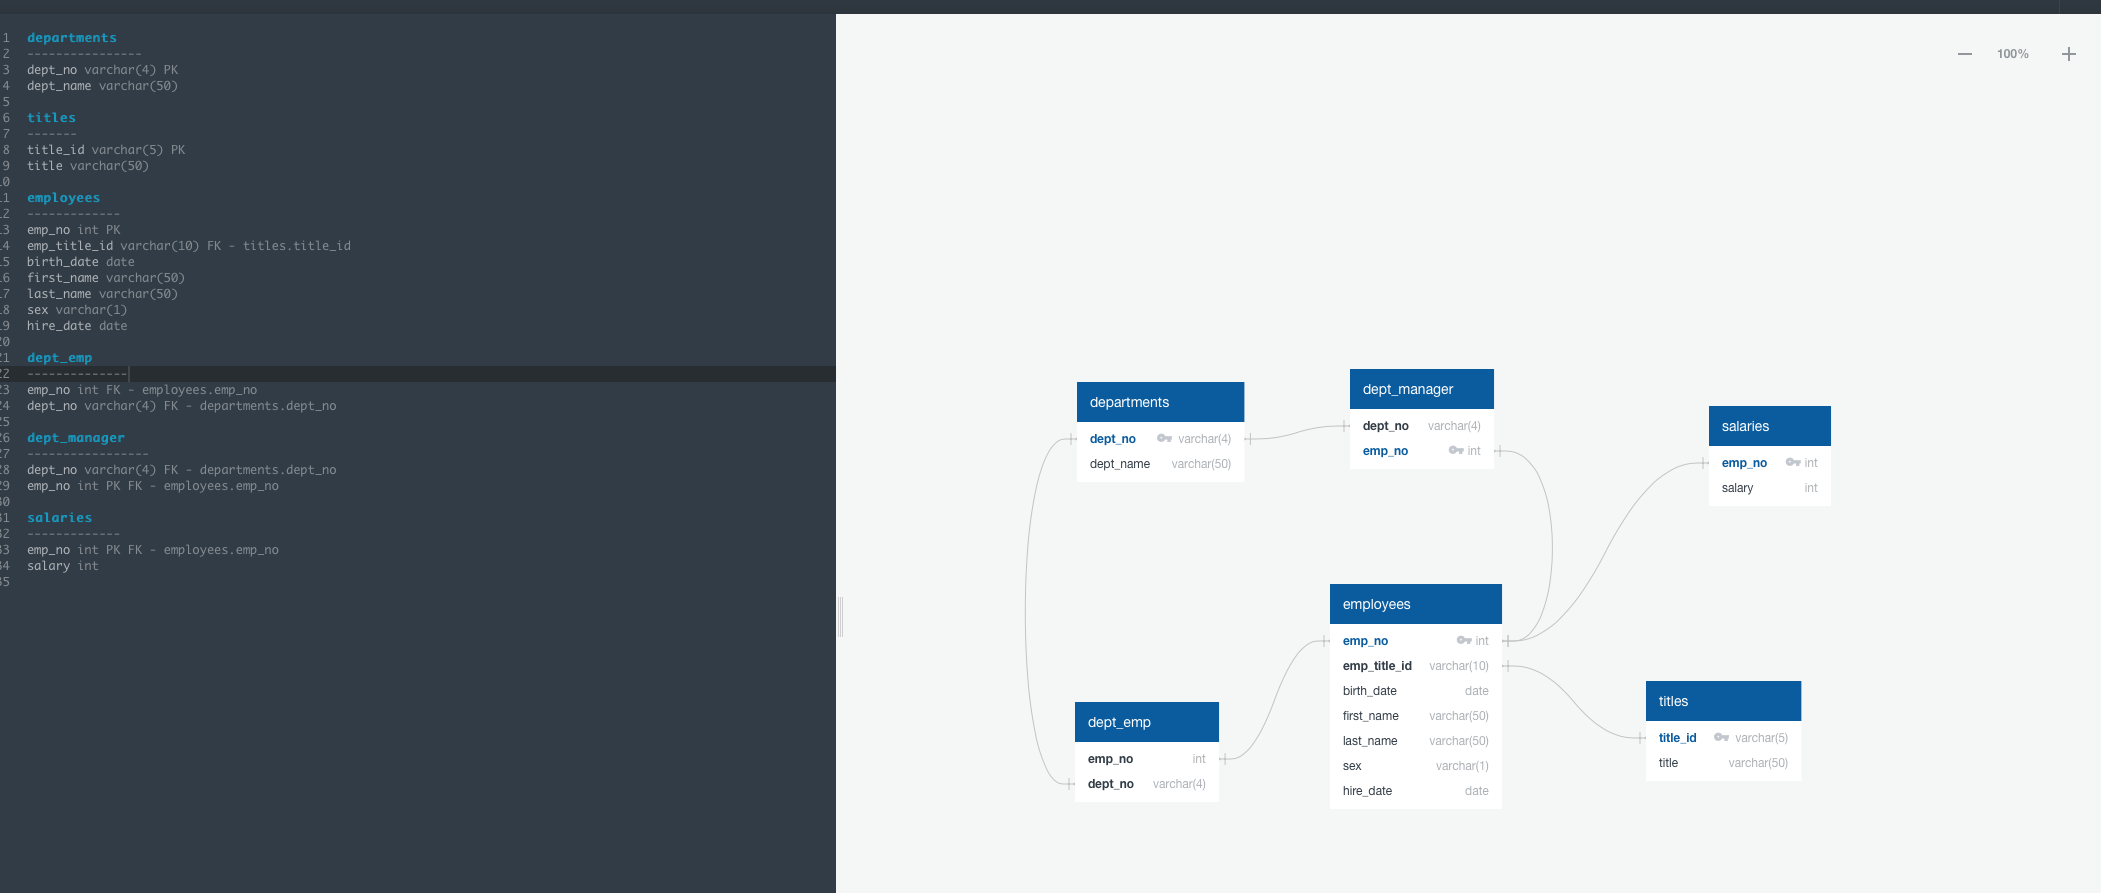 1 departments
2 ----------------
3 dept_no varchar(4) PK
4 dept_name varchar(50)
5
6 titles
7 -------
8 title_id varchar(5) PK
9 title varchar(50)
10
11 employees
12 -------------
13 emp_no int PK
14 emp_title_id varchar(10) FK - titles.title_id
15 birth_date date
16 first_name varchar(50)
17 last_name varchar(50)
18 sex varchar(1)
19 hire_date date
20
21 dept_emp
22 --------------
23 emp_no int FK - employees.emp_no
24 dept_no varchar(4) FK - departments.dept_no
25
26 dept_manager
27 -----------------
28 dept_no varchar(4) FK - departments.dept_no
29 emp_no int PK FK - employees.emp_no
30
31 salaries
32 -------------
33 emp_no int PK FK - employees.emp_no
34 salary int
35
100%
departments
dept_no varchar(4)
dept_name varchar(50)
dept_manager
dept_no varchar(4)
emp_no int
salaries
emp_no int
salary int
employees
emp_no int
emp_title_id varchar(10)
birth_date date
first_name varchar(50)
last_name varchar(50)
sex varchar(1)
hire_date date
dept_emp
emp_no int
dept_no varchar(4)
titles
title_id varchar(5)
title varchar(50)